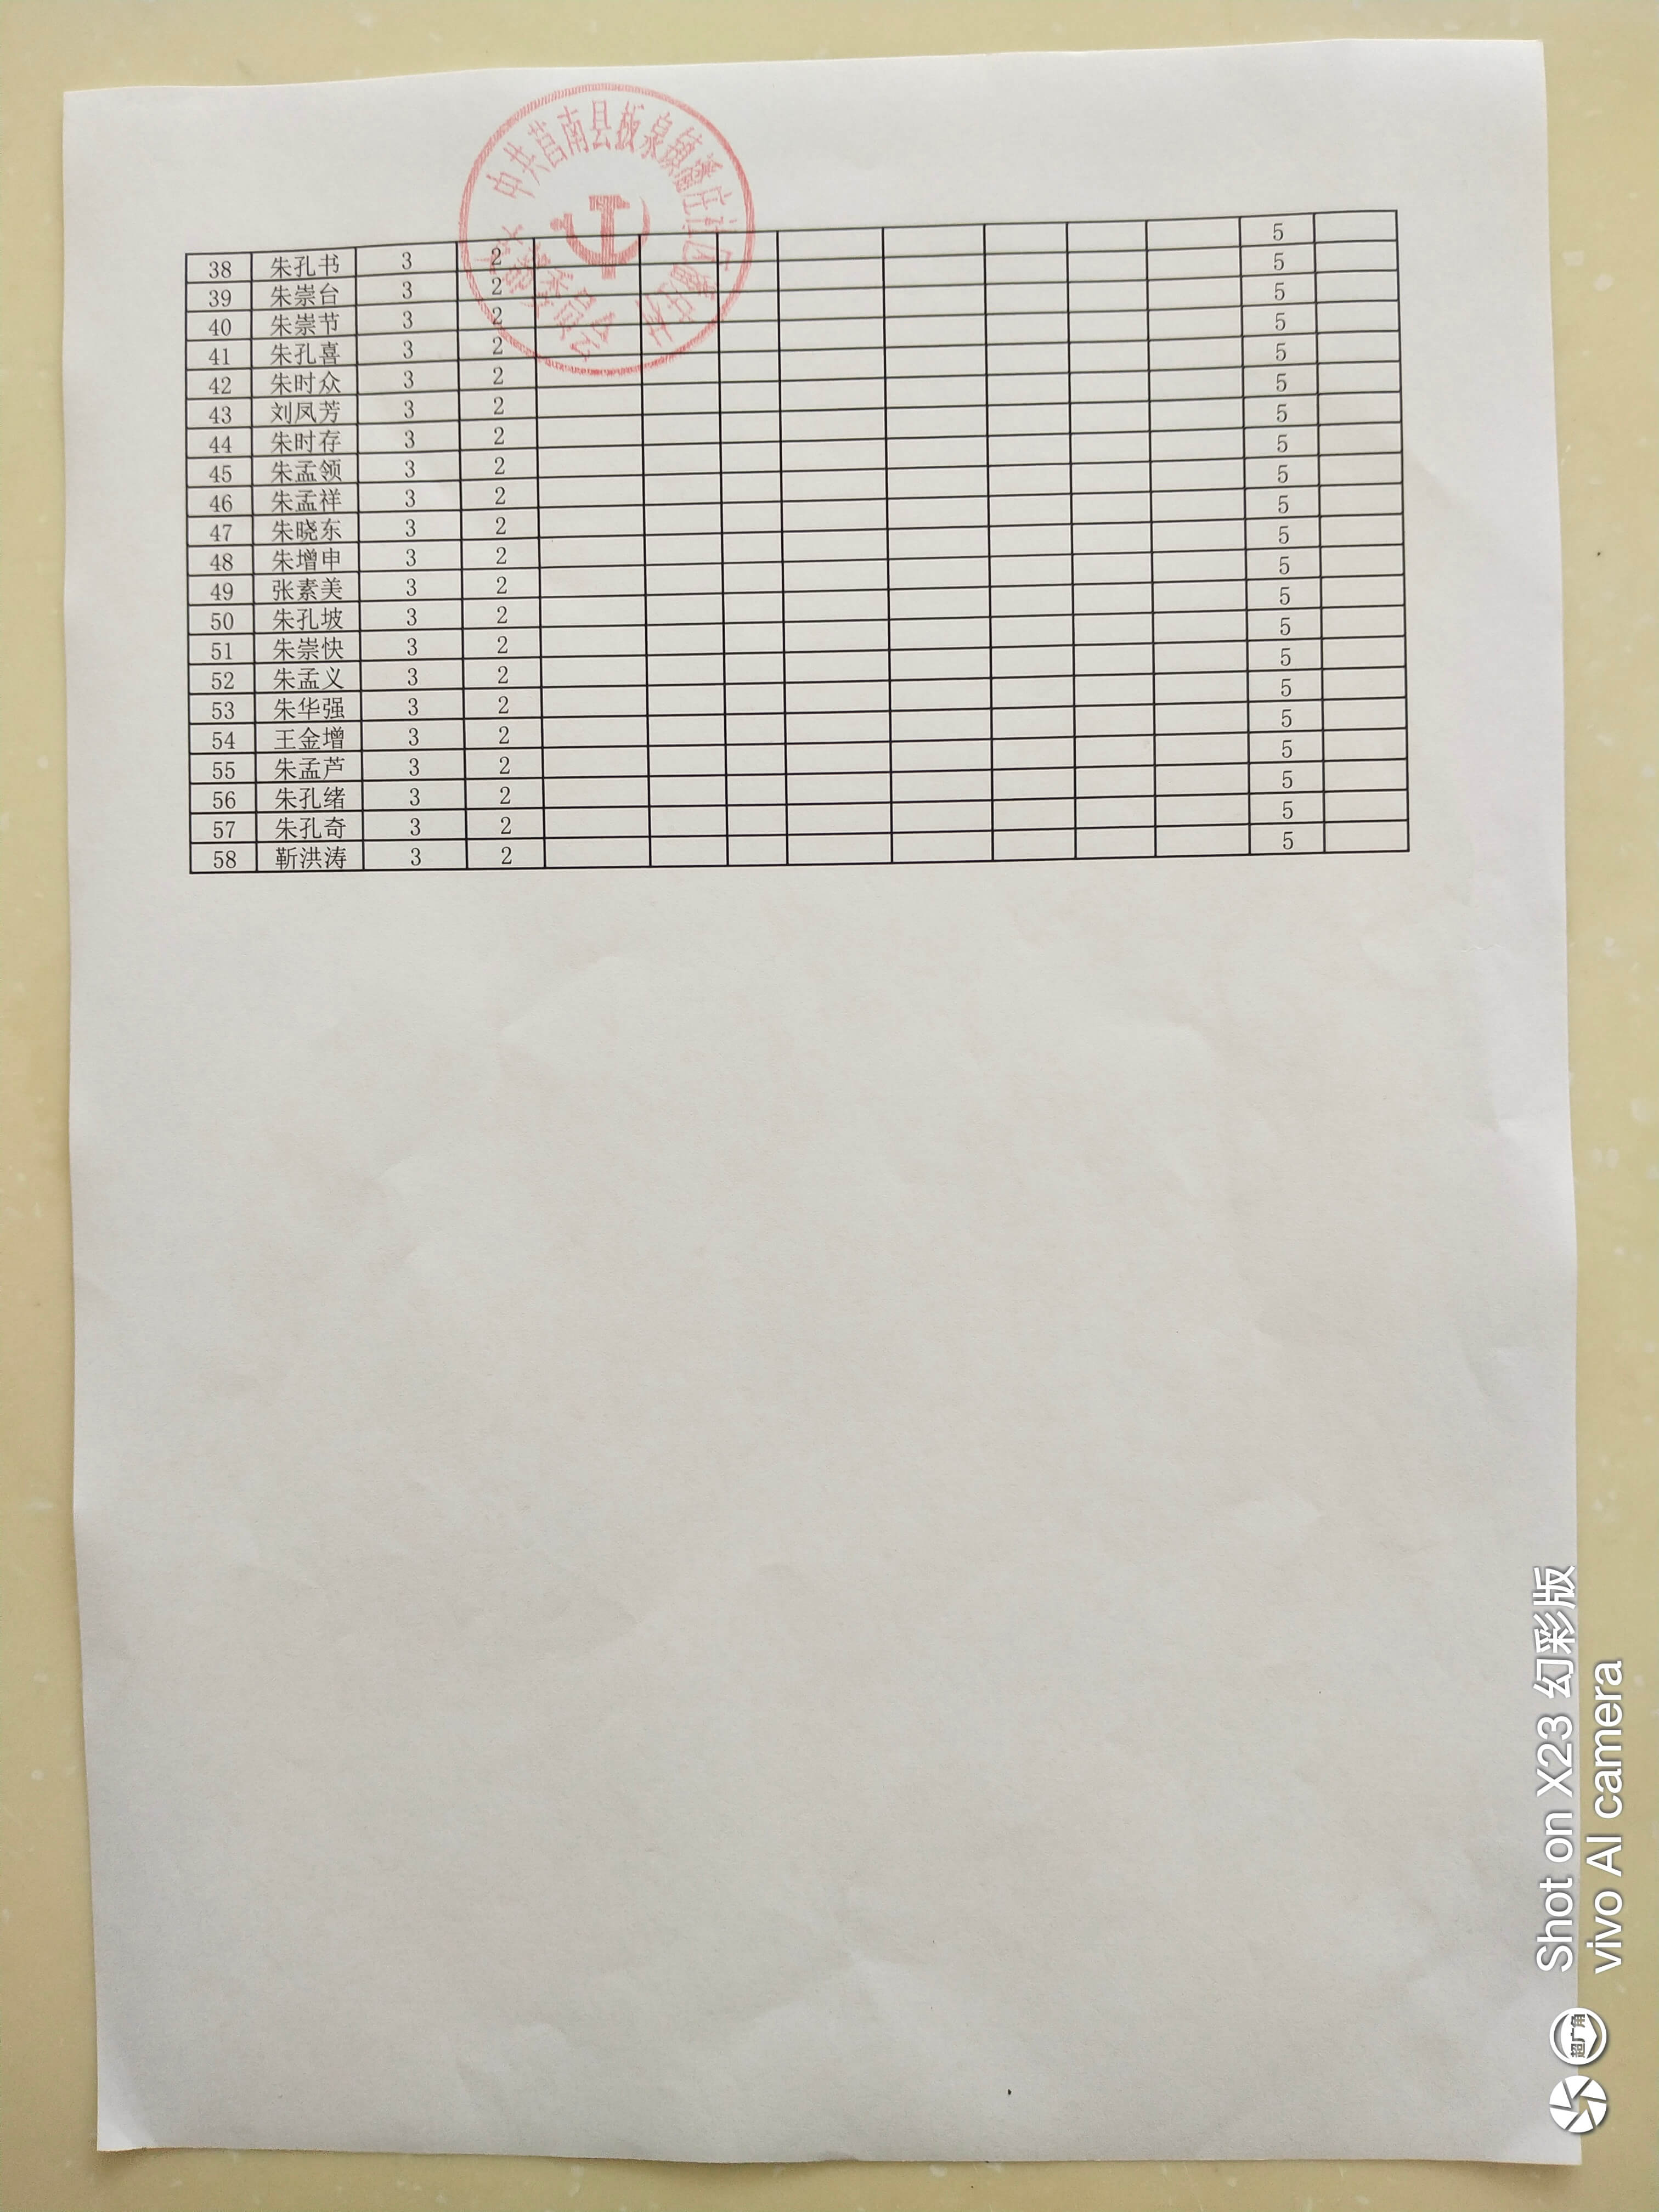 中共莒南县板泉镇
38 朱孔书 3 2 5
39 朱崇台 3 2 5
40 朱崇节 3 2 5
41 朱孔喜 3 2 5
42 朱时众 3 2 5
43 刘凤芳 3 2 5
44 朱时存 3 2 5
45 朱孟领 3 2 5
46 朱孟祥 3 2 5
47 朱晓东 3 2 5
48 朱增申 3 2 5
49 张素美 3 2 5
50 朱孔坡 3 2 5
51 朱崇快 3 2 5
52 朱孟义 3 2 5
53 朱华强 3 2 5
54 王金增 3 2 5
55 朱孟芦 3 2 5
56 朱孔绪 3 2 5
57 朱孔奇 3 2 5
58 靳洪涛 3 2 5
Shot on X23 幻彩版
vivo AI camera
超广角